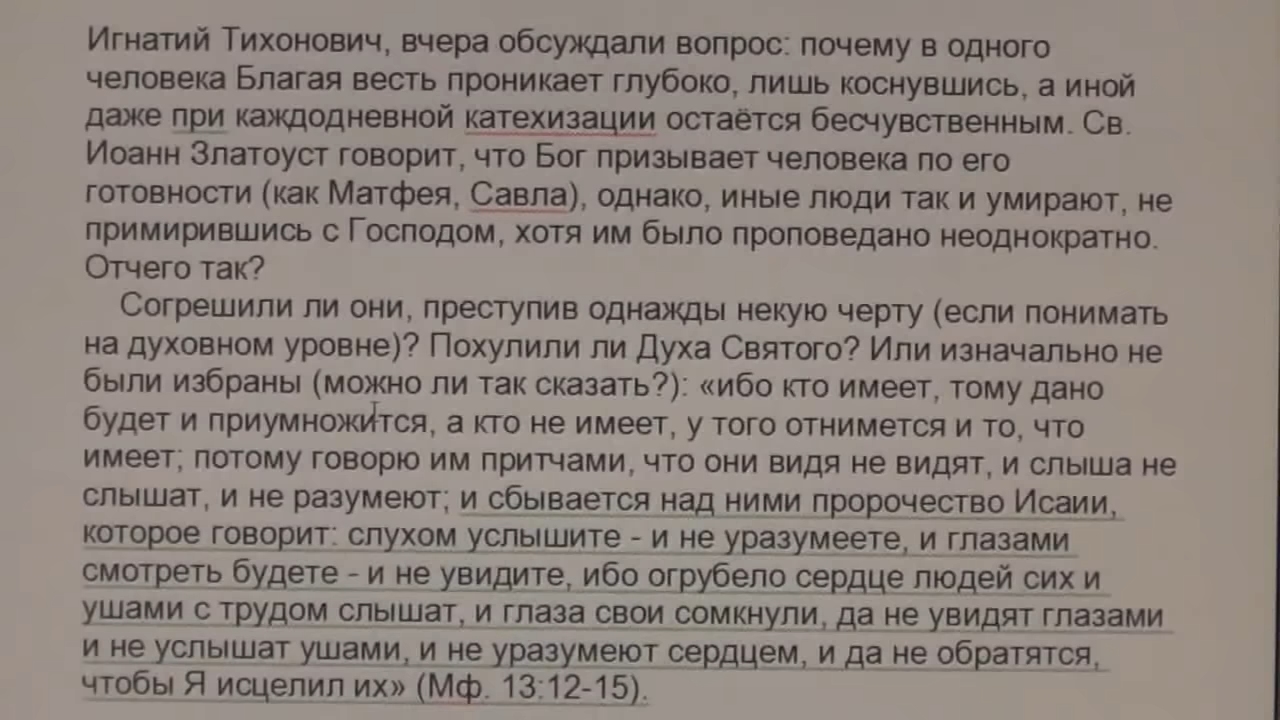 Игнатий Тихонович, вчера обсуждали вопрос: почему в одного
человека Благая весть проникает глубоко, лишь коснувшись, а иной
даже при каждодневной катехизации остаётся бесчувственным. Св.
Иоанн Златоуст говорит, что Бог призывает человека по его
готовности (как Матфея, Савла), однако, иные люди так и умирают, не
примирившись с Господом, хотя им было проповедано неоднократно.
Отчего так?
Согрешили ли они, преступив однажды некую черту (если понимать
на духовном уровне)? Похулили ли Духа Святого? Или изначально не
были избраны (можно ли так сказать?): «ибо кто имеет, тому дано
будет и приумножится, а кто не имеет, у того отнимется и то, что
имеет; потому говорю им притчами, что они видя не видят, и слыша не
слышат, и не разумеют; и сбывается над ними пророчество Исаии,
которое говорит: слухом услышите - и не уразумеете, и глазами
смотреть будете - и не увидите, ибо огрубело сердце людей сих и
ушами с трудом слышат, и глаза свои сомкнули, да не увидят глазами
и не услышат ушами, и не уразумеют сердцем, и да не обратятся,
чтобы Я исцелил их» (Мф. 13:12-15).